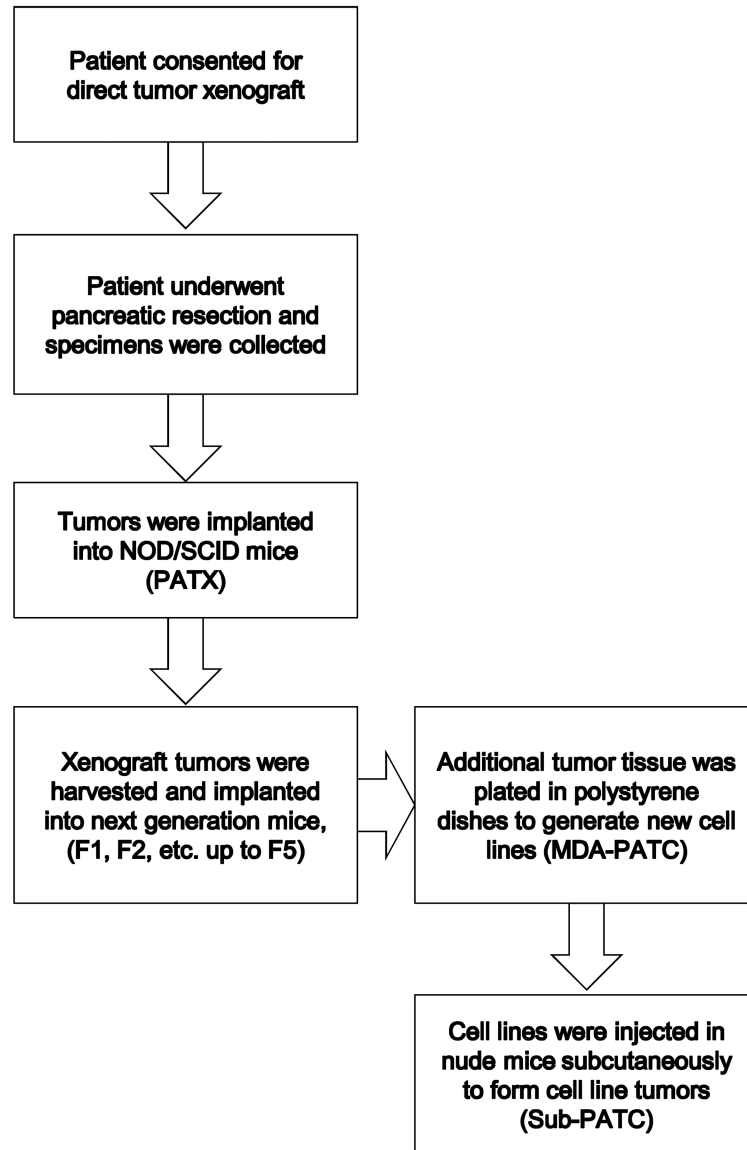 Patient consented for
direct tumor xenograft
Patient underwent
pancreatic resection and
specimens were collected
Tumors were implanted
into NOD/SCID mice
(PATX)
Xenograft tumors were
harvested and implanted
into next generation mice,
(F1, F2, etc. up to F5)
Additional tumor tissue was
plated in polystyrene
dishes to generate new cell
lines (MDA-PATC)
Cell lines were injected in
nude mice subcutaneously
to form cell line tumors
(Sub-PATC)